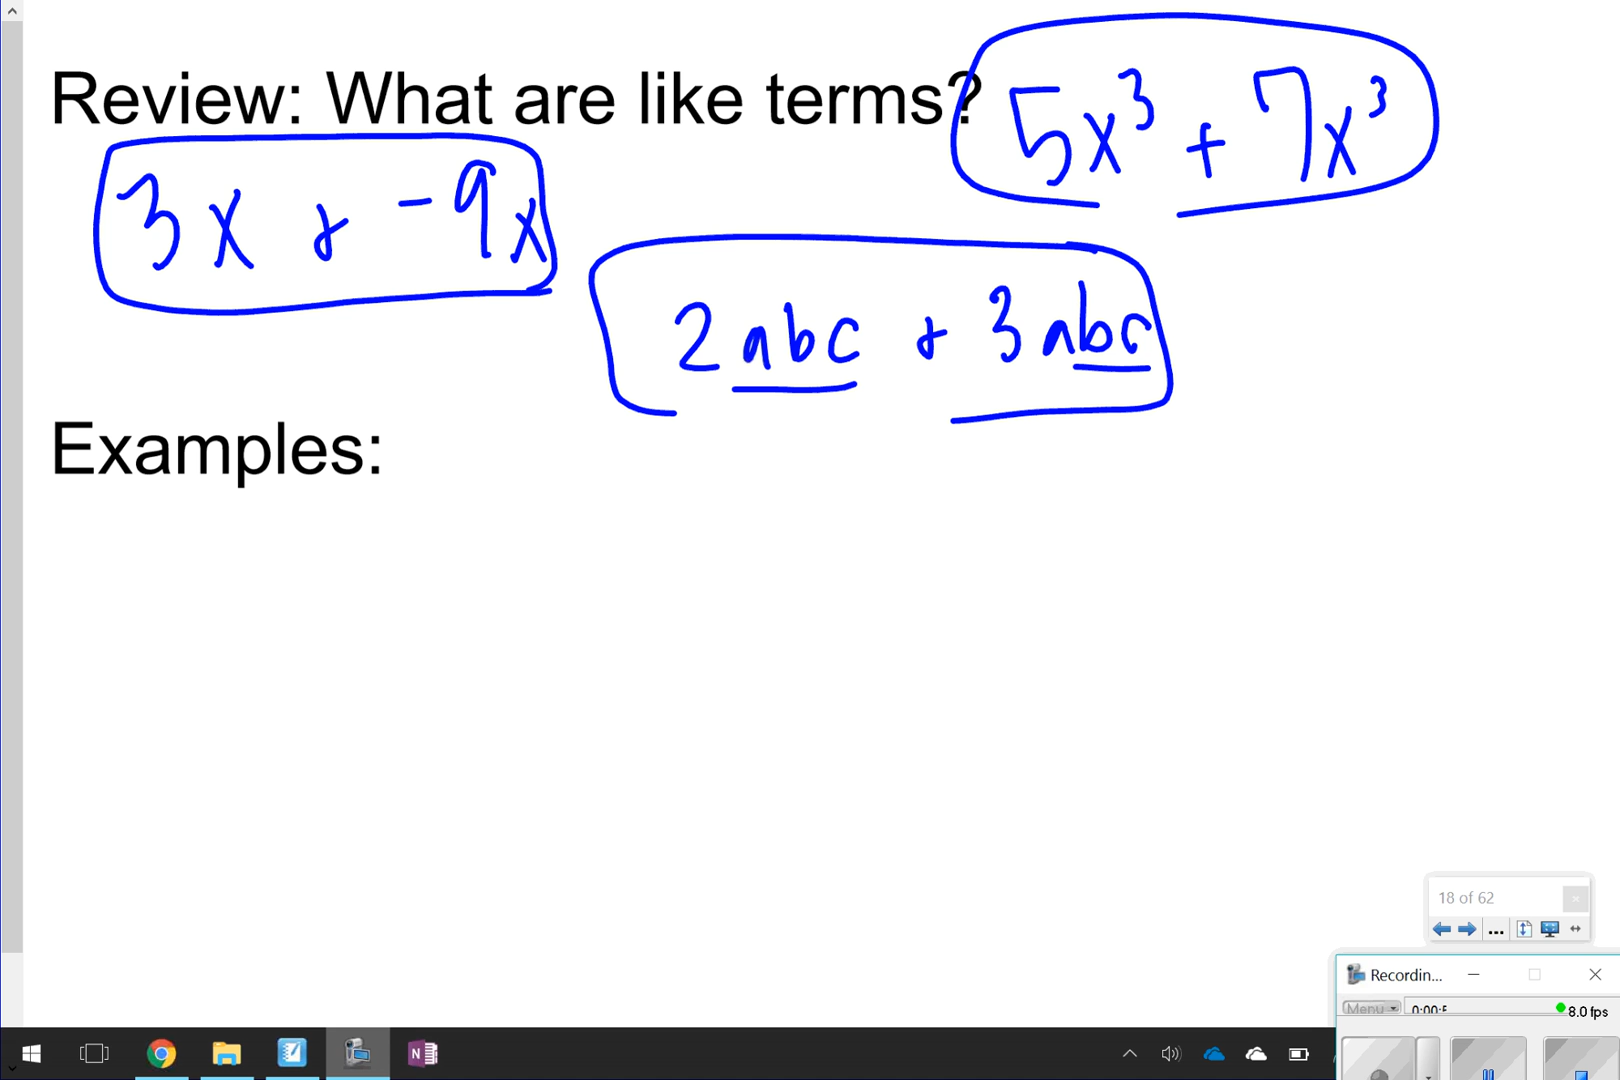 Review: What are like terms? 5x³ + 7x³
3x + -9x
2abc + 3abc
Examples:
18 of 62
...
Recordin...
Menu
8.0 fps
N